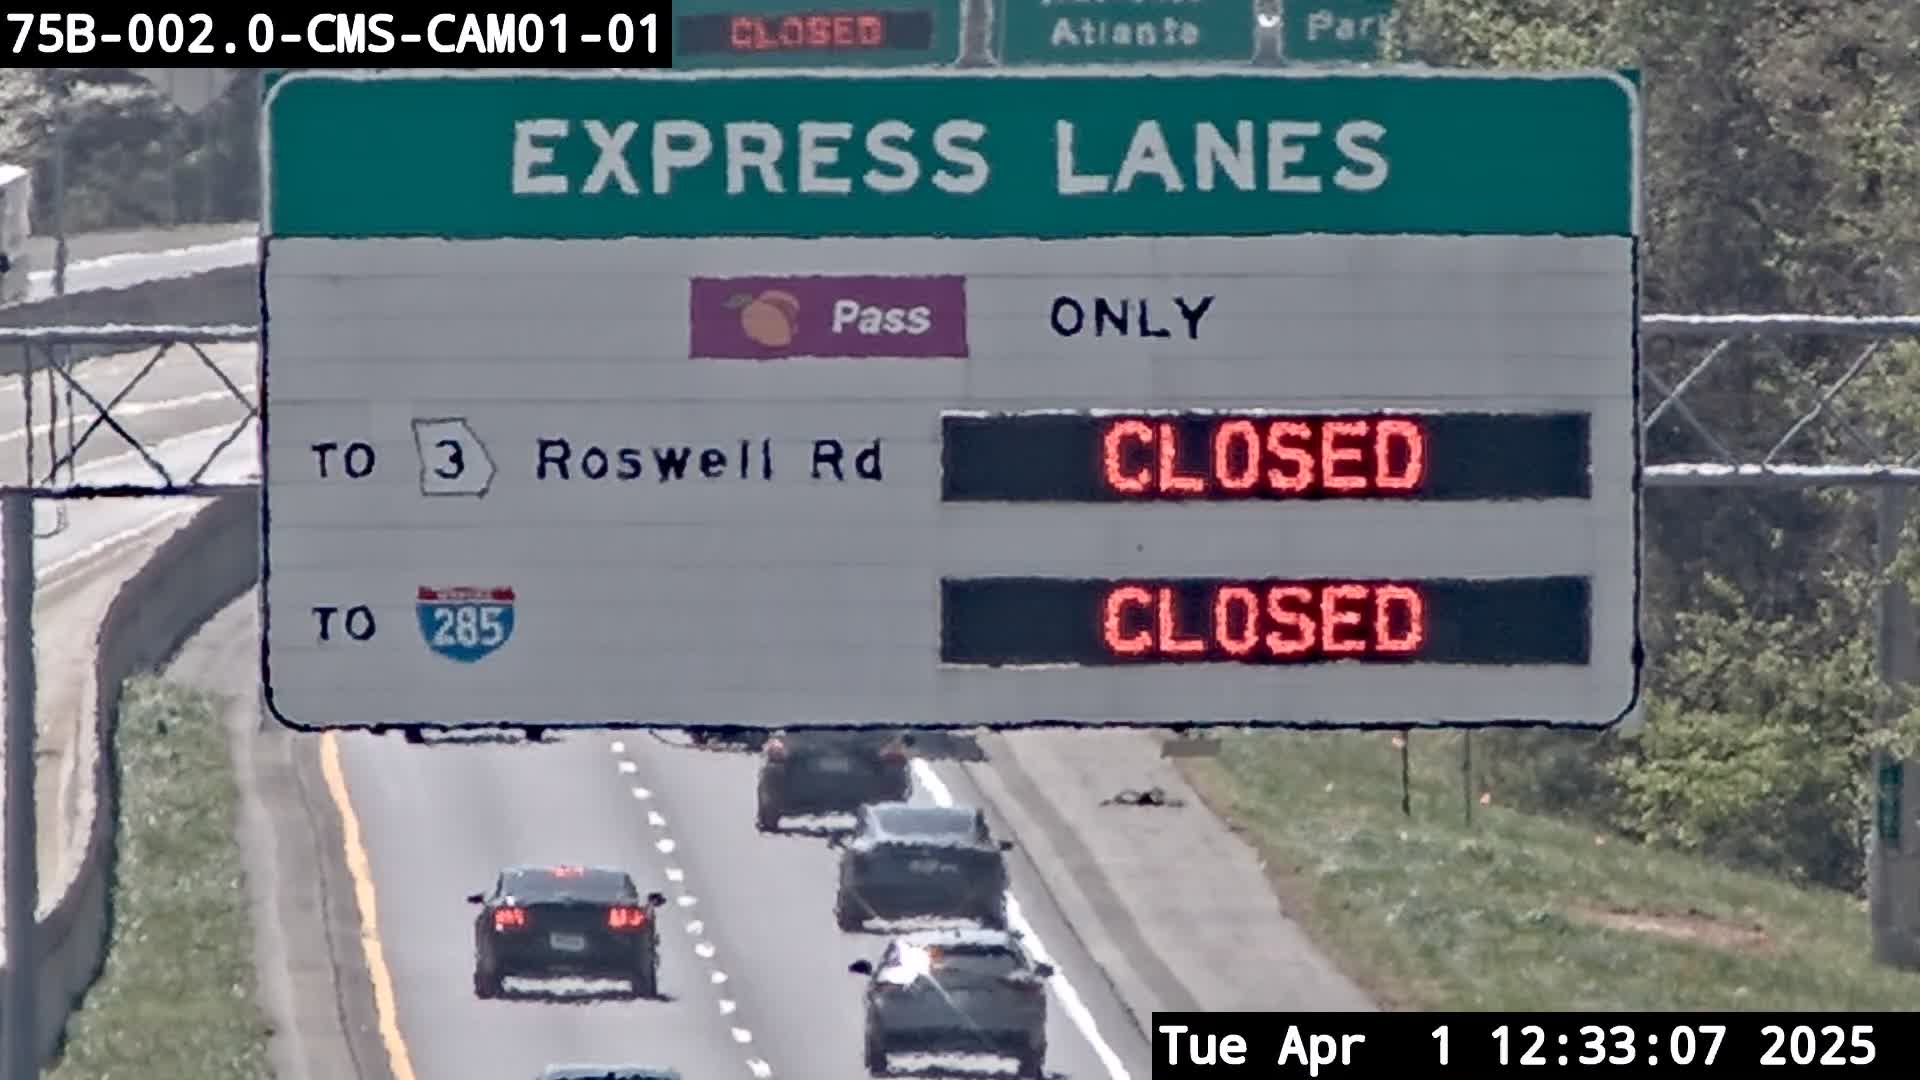 75B-002.0-CMS-CAM01-01
CLOSED
Atlanta
Park
EXPRESS LANES
Pass ONLY
TO 3 Roswell Rd CLOSED
TO 285 CLOSED
Tue Apr 1 12:33:07 2025